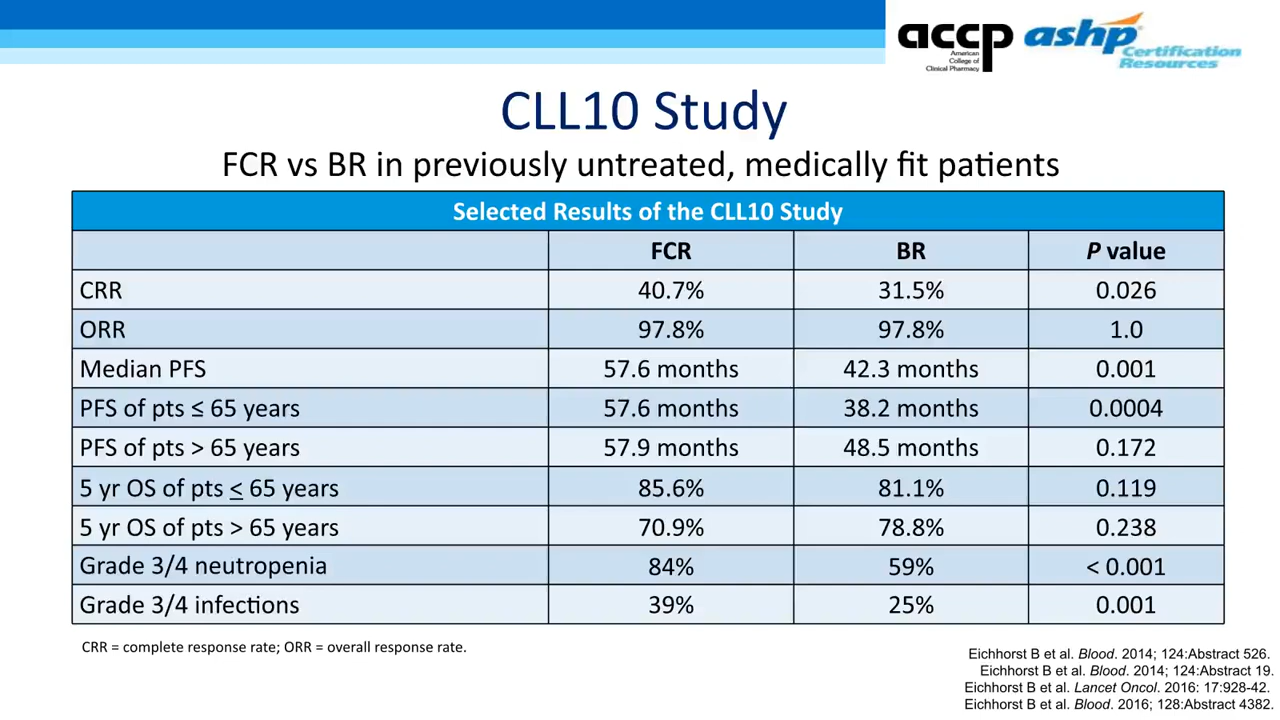 accp
American
College of
Clinical Pharmacy
ashp®
Certification
Resources
CLL10 Study
FCR vs BR in previously untreated, medically fit patients
Selected Results of the CLL10 Study
FCR BR P value
CRR 40.7% 31.5% 0.026
ORR 97.8% 97.8% 1.0
Median PFS 57.6 months 42.3 months 0.001
PFS of pts ≤ 65 years 57.6 months 38.2 months 0.0004
PFS of pts > 65 years 57.9 months 48.5 months 0.172
5 yr OS of pts < 65 years 85.6% 81.1% 0.119
5 yr OS of pts > 65 years 70.9% 78.8% 0.238
Grade 3/4 neutropenia 84% 59% < 0.001
Grade 3/4 infections 39% 25% 0.001
CRR = complete response rate; ORR = overall response rate.
Eichhorst B et al. Blood. 2014; 124:Abstract 526.
Eichhorst B et al. Blood. 2014; 124:Abstract 19.
Eichhorst B et al. Lancet Oncol. 2016: 17:928-42.
Eichhorst B et al. Blood. 2016; 128:Abstract 4382.